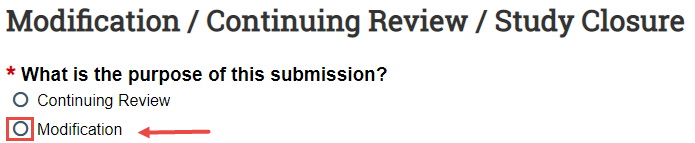 Modification / Continuing Review / Study Closure
* What is the purpose of this submission?
Continuing Review
Modification